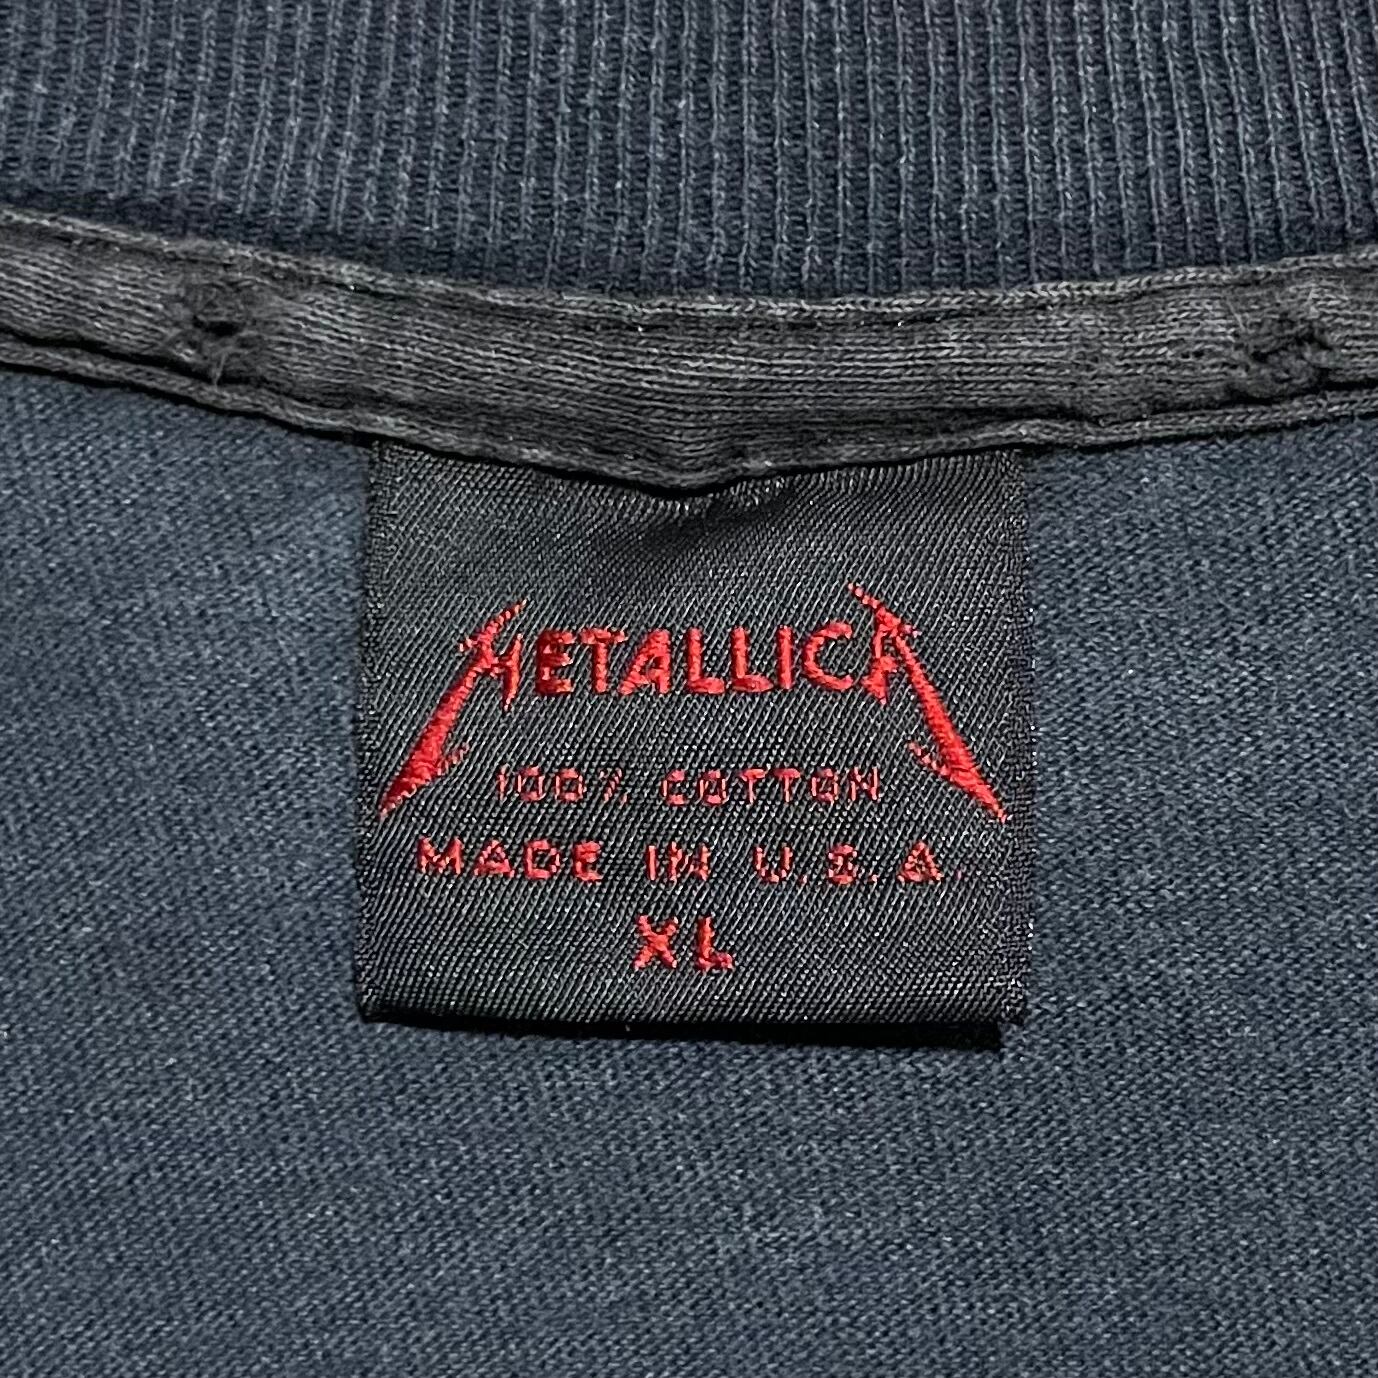 METALLICA
100% COTTON
MADE IN U.S.A.
XL